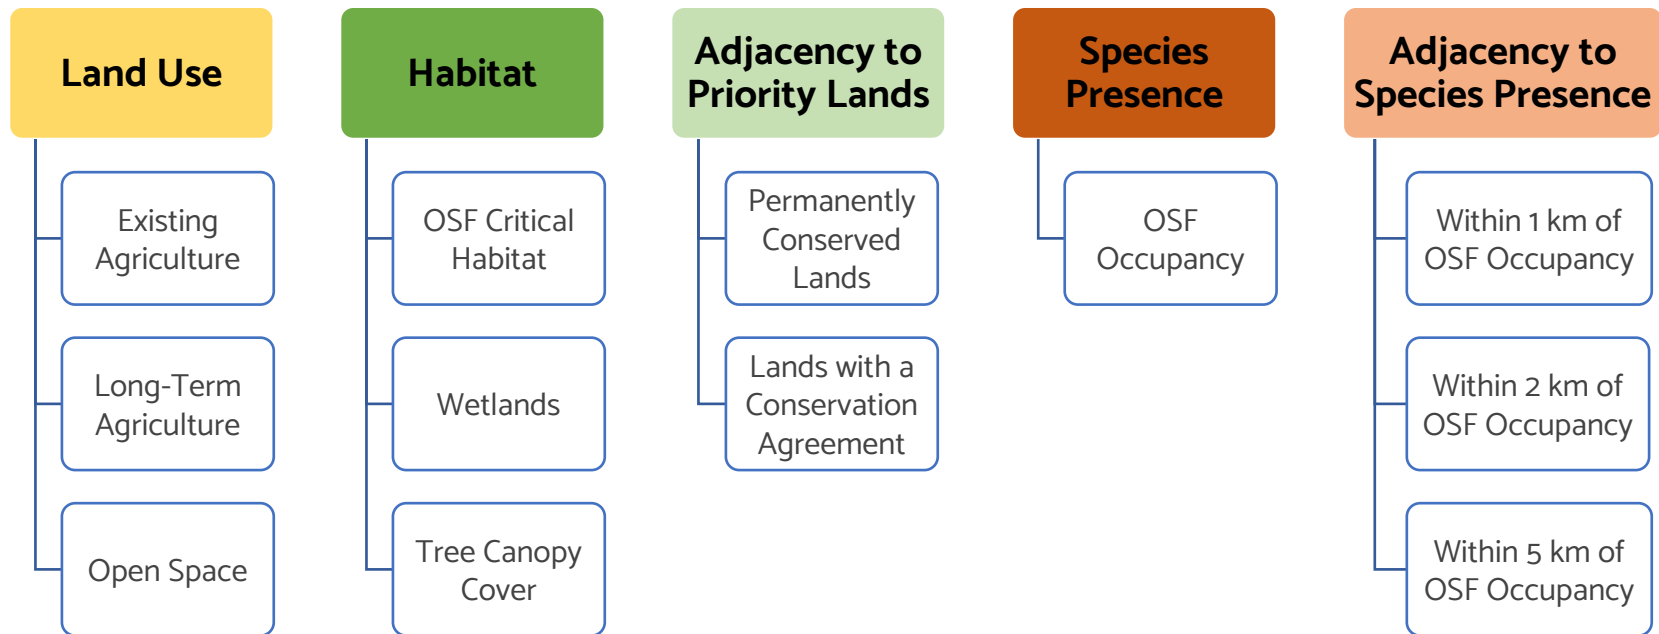 Land Use
Existing
Agriculture
Long-Term
Agriculture
Open Space
Habitat
OSF Critical
Habitat
Wetlands
Tree Canopy
Cover
Adjacency to
Priority Lands
Permanently
Conserved
Lands
Lands with a
Conservation
Agreement
Species
Presence
OSF
Occupancy
Adjacency to
Species Presence
Within 1 km of
OSF Occupancy
Within 2 km of
OSF Occupancy
Within 5 km of
OSF Occupancy